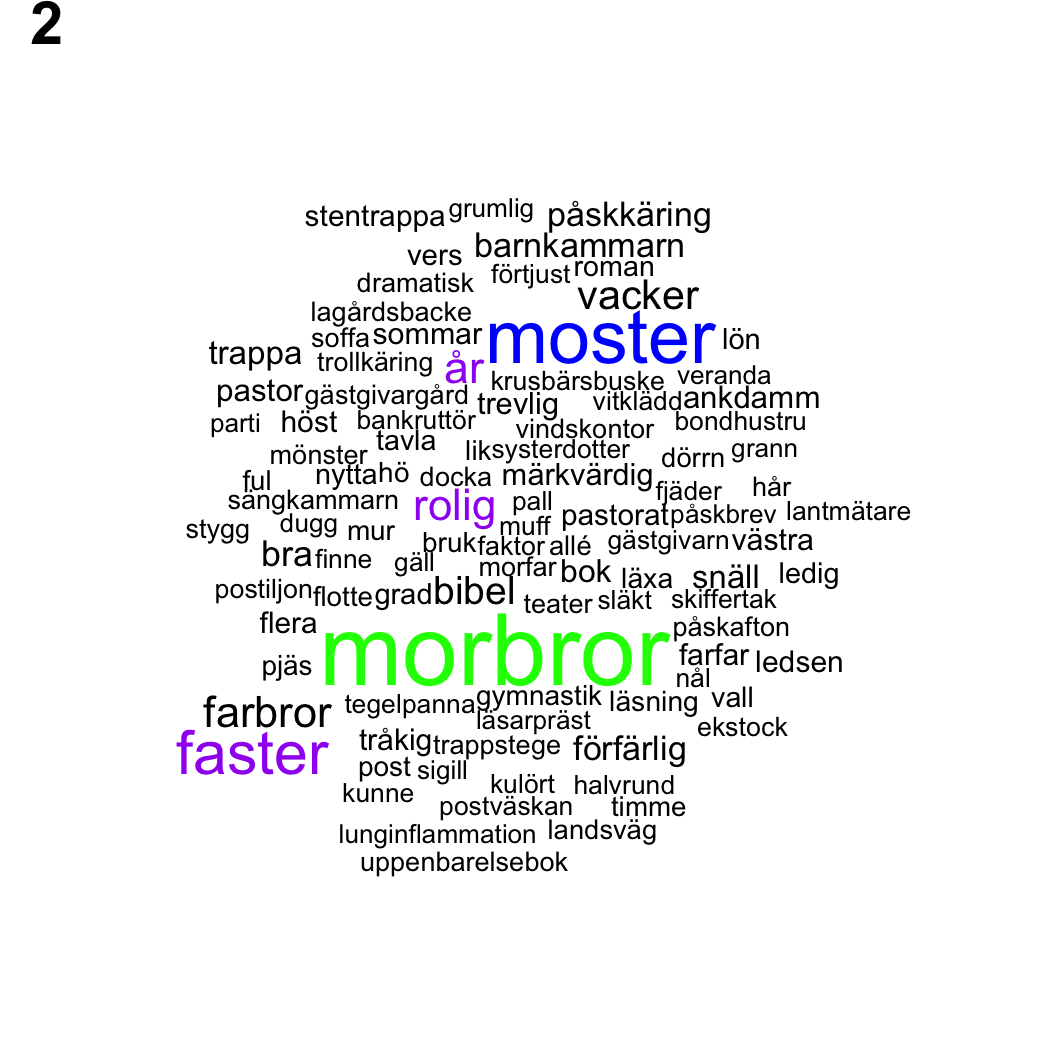 2
stentrappa grumlig påskkäring
vers barnkammarn
dramatisk förtjust roman
lagårdsbacke vacker
soffa sommar moster lön
trappa trollkäring år
pastor gästgivargård krusbärsbuske veranda
trevlig vitklädd ankdamm
parti höst bankruttör vindskontor bondhustru
tavla
mönster lik systerdotter dörrn grann
ful nytta hö docka märkvärdig fjäder hår
sängkammarn rolig pall
stygg dugg mur muff pastorat påskbrev lantmätare
bra finne gäll bruk faktor allé gästgivarn västra
morfar bok läxa snäll ledig
postiljon flotte grad bibel teater släkt skiffertak
flera morbror påskafton
pjäs farfar ledsen
nål
farbror tegelpanna gymnastik läsning vall
läsarpräst ekstock
faster tråkig trappstege förfärlig
post sigill
kunne kulört halvrund
postväskan timme
lunginflammation landsväg
uppenbarelsebok